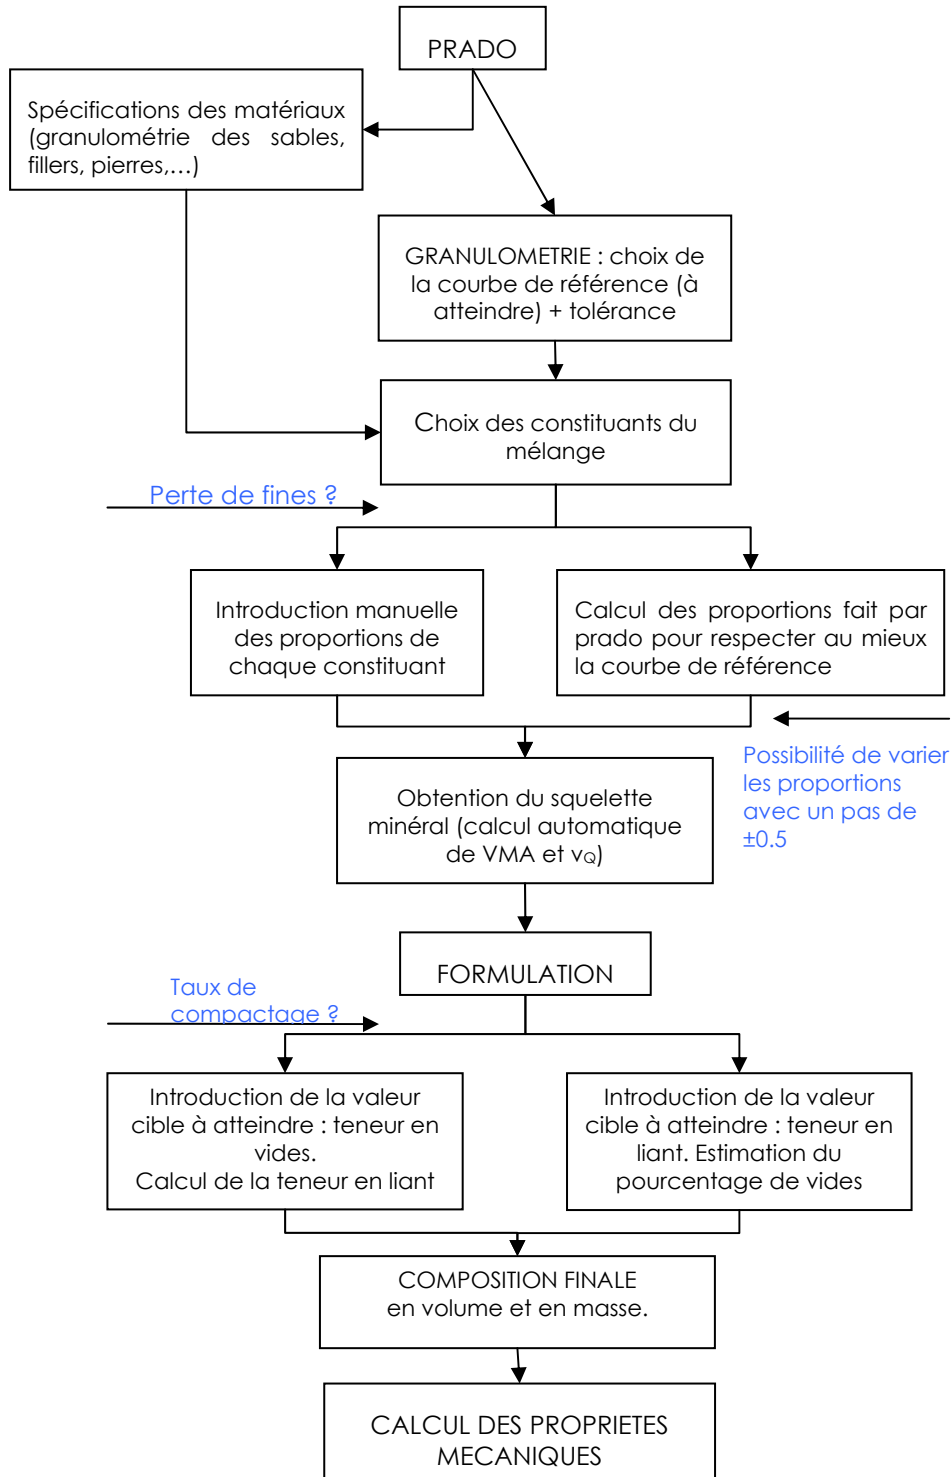 PRADO
Spécifications des matériaux
(granulométrie des sables,
fillers, pierres,…)
GRANULOMETRIE : choix de
la courbe de référence (à
atteindre) + tolérance
Choix des constituants du
mélange
Perte de fines ?
Introduction manuelle
des proportions de
chaque constituant
Calcul des proportions fait par
prado pour respecter au mieux
la courbe de référence
Possibilité de varier
les proportions
avec un pas de
±0.5
Obtention du squelette
minéral (calcul automatique
de VMA et vQ)
FORMULATION
Taux de
compactage ?
Introduction de la valeur
cible à atteindre : teneur en
vides.
Calcul de la teneur en liant
Introduction de la valeur
cible à atteindre : teneur en
liant. Estimation du
pourcentage de vides
COMPOSITION FINALE
en volume et en masse.
CALCUL DES PROPRIETES
MECANIQUES